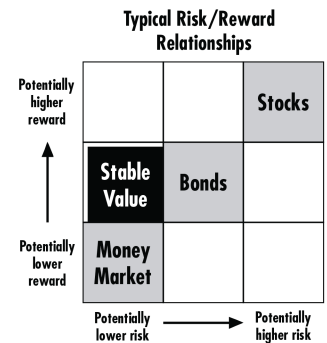 Typical Risk/Reward
Relationships
Potentially
higher
reward
Stocks
Stable
Value
Bonds
Potentially
lower
reward
Money
Market
Potentially
lower risk
Potentially
higher risk